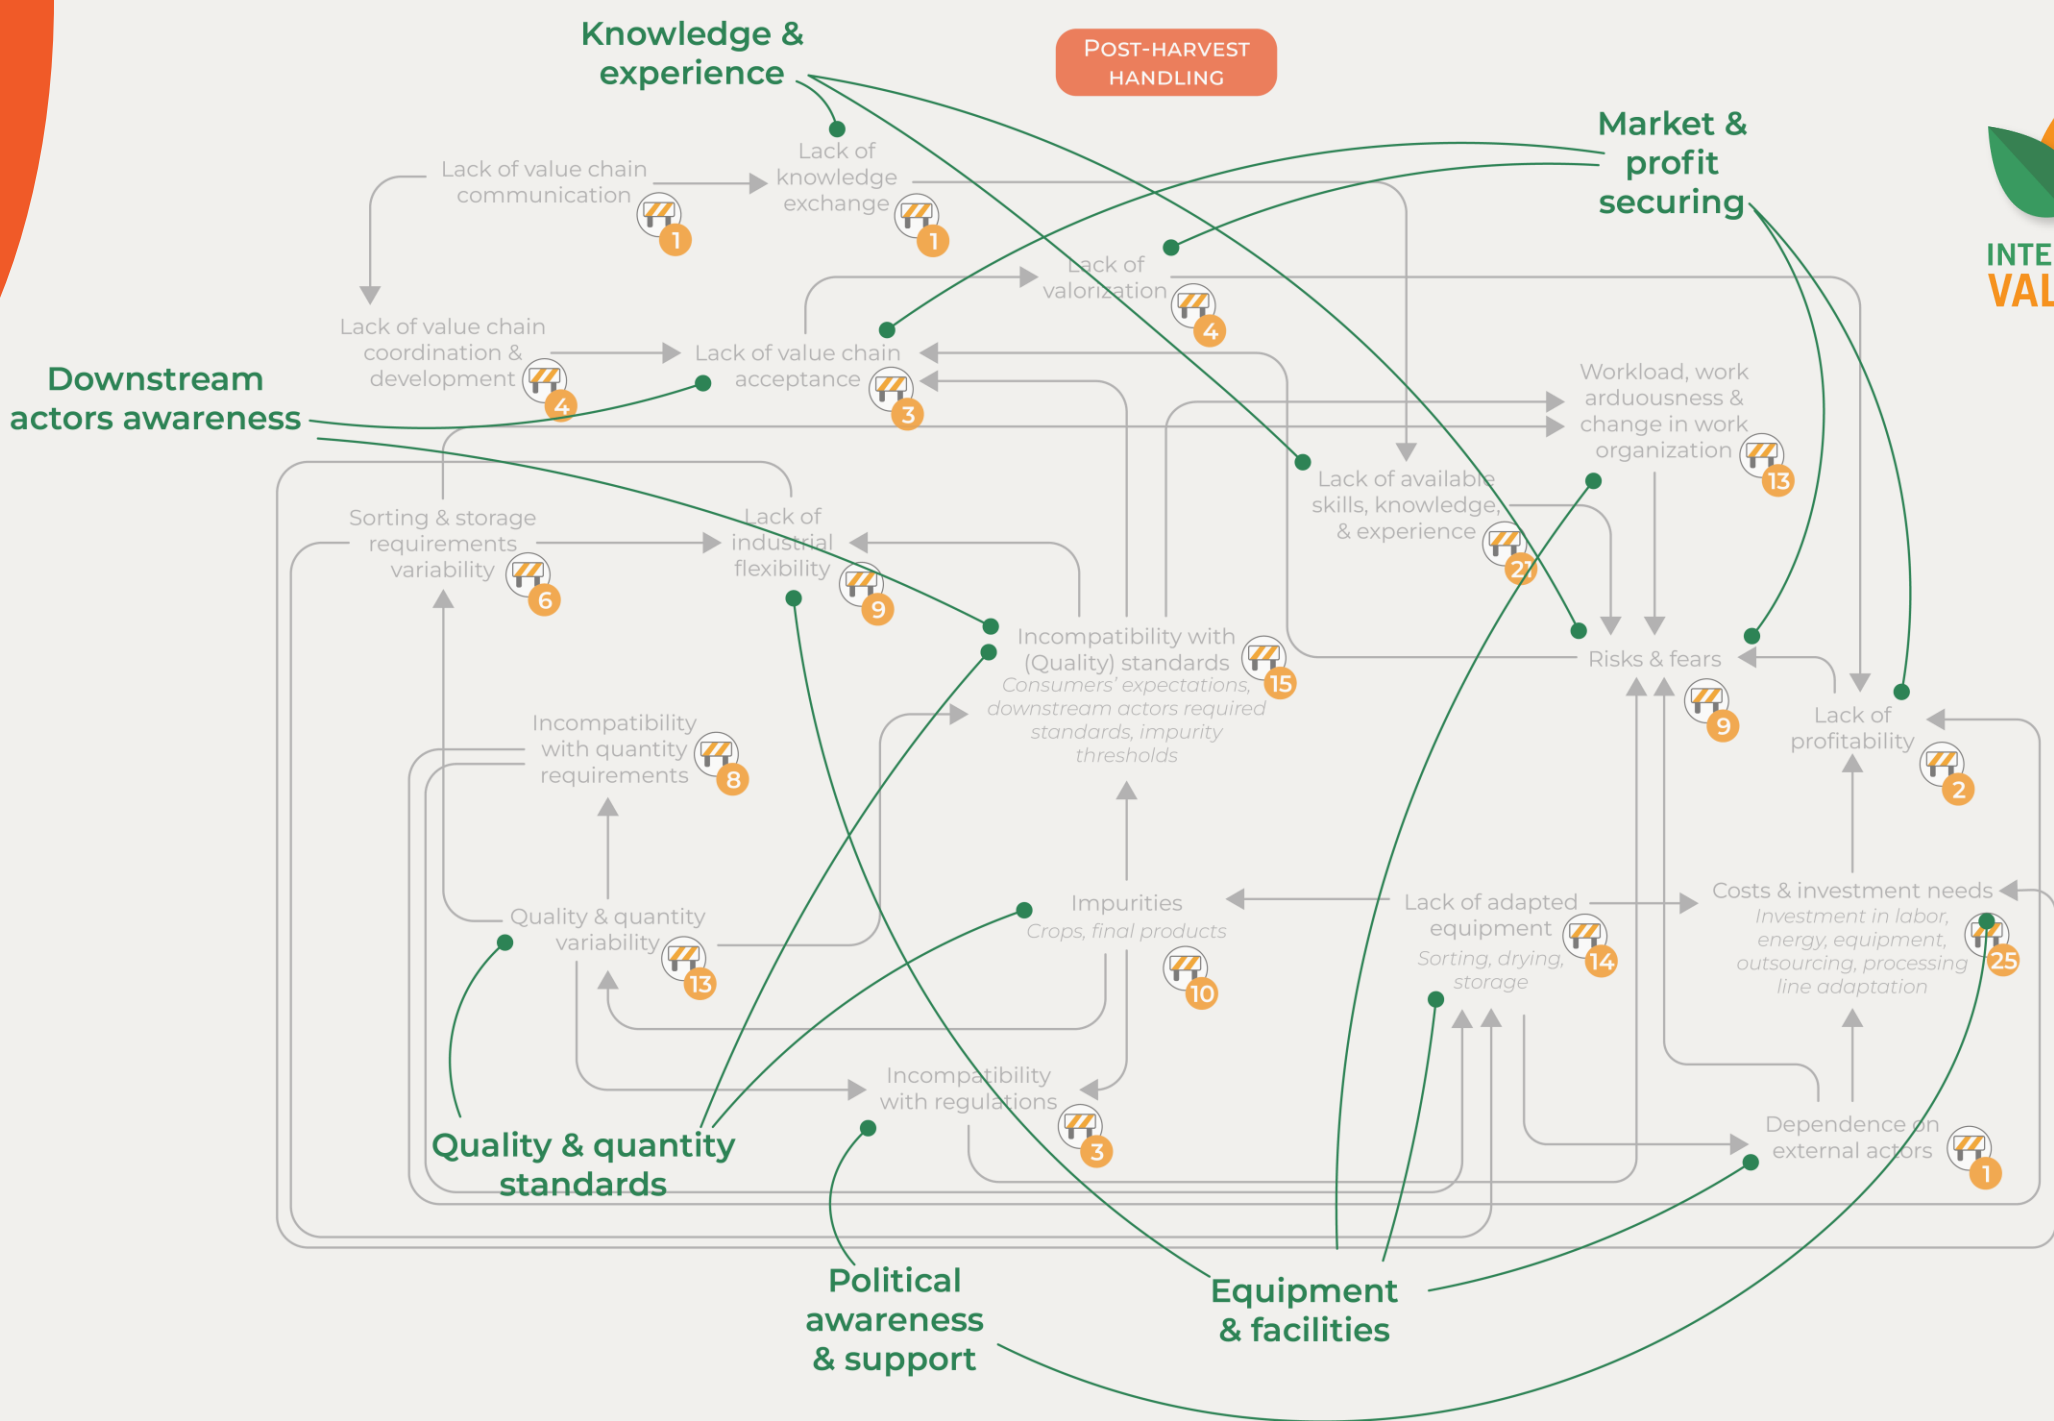 Knowledge &
experience
POST-HARVEST
HANDLING
Market &
profit
securing
Lack of value chain
communication
1
Lack of
knowledge
exchange
1
INTE
VAL
Lack of
valorization
4
Lack of value chain
coordination &
development
4
Lack of value chain
acceptance
3
Downstream
actors awareness
Workload, work
arduousness &
change in work
organization
13
Lack of available
skills, knowledge,
& experience
21
Sorting & storage
requirements
variability
6
Lack of
industrial
flexibility
9
Incompatibility with
(Quality) standards
Consumers' expectations,
downstream actors required
standards, impurity
thresholds
15
Risks & fears
9
Lack of
profitability
2
Incompatibility
with quantity
requirements
8
Quality & quantity
variability
13
Impurities
Crops, final products
10
Lack of adapted
equipment
Sorting, drying,
storage
14
Costs & investment needs
Investment in labor,
energy, equipment,
outsourcing, processing
line adaptation
25
Incompatibility
with regulations
3
Dependence on
external actors
1
Quality & quantity
standards
Political
awareness
& support
Equipment
& facilities